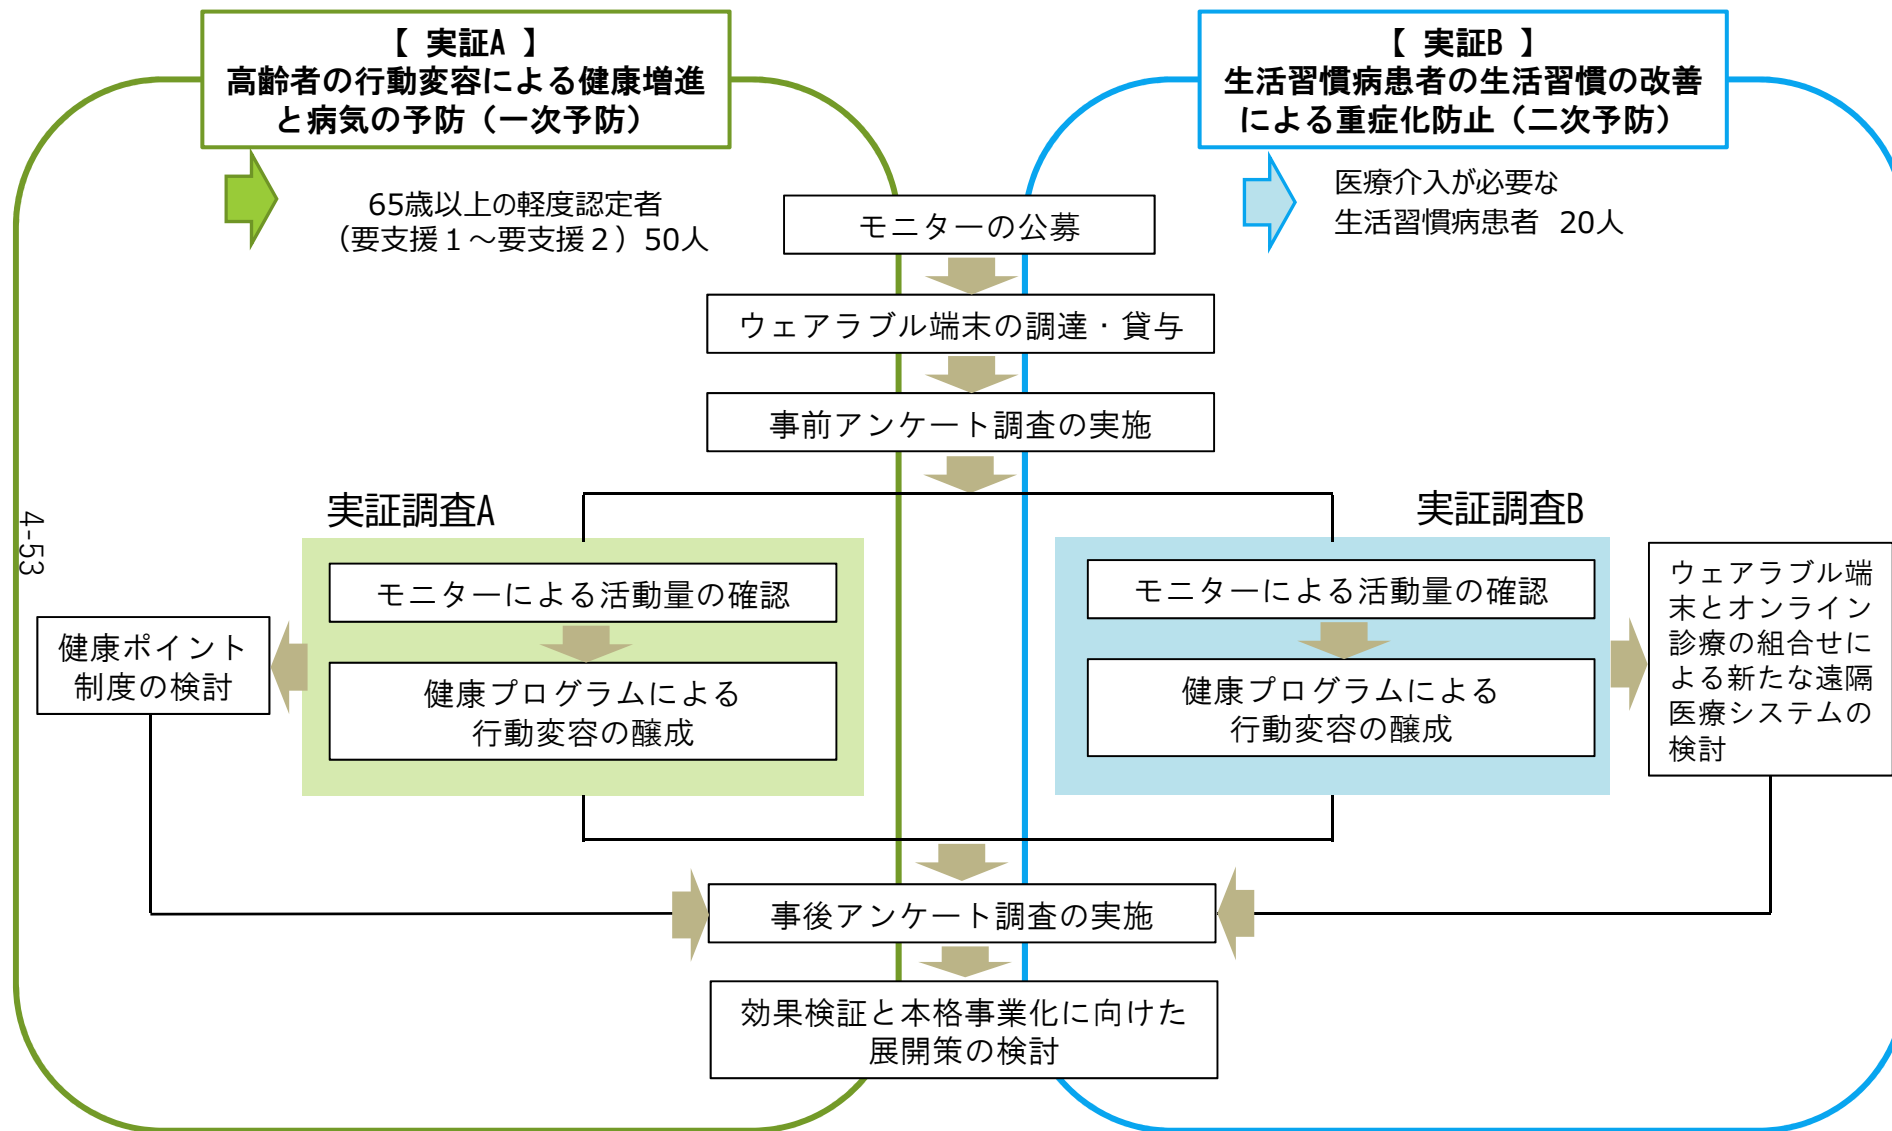 【 実証A 】
高齢者の行動変容による健康増進
と病気の予防（一次予防）
【 実証B 】
生活習慣病患者の生活習慣の改善
による重症化防止（二次予防）
65歳以上の軽度認定者
（要支援１～要支援２）50人
医療介入が必要な
生活習慣病患者 20人
モニターの公募
ウェアラブル端末の調達・貸与
事前アンケート調査の実施
実証調査A
実証調査B
4-53
モニターによる活動量の確認
健康プログラムによる
行動変容の醸成
健康ポイント
制度の検討
モニターによる活動量の確認
健康プログラムによる
行動変容の醸成
ウェアラブル端
末とオンライン
診療の組合せに
よる新たな遠隔
医療システムの
検討
事後アンケート調査の実施
効果検証と本格事業化に向けた
展開策の検討